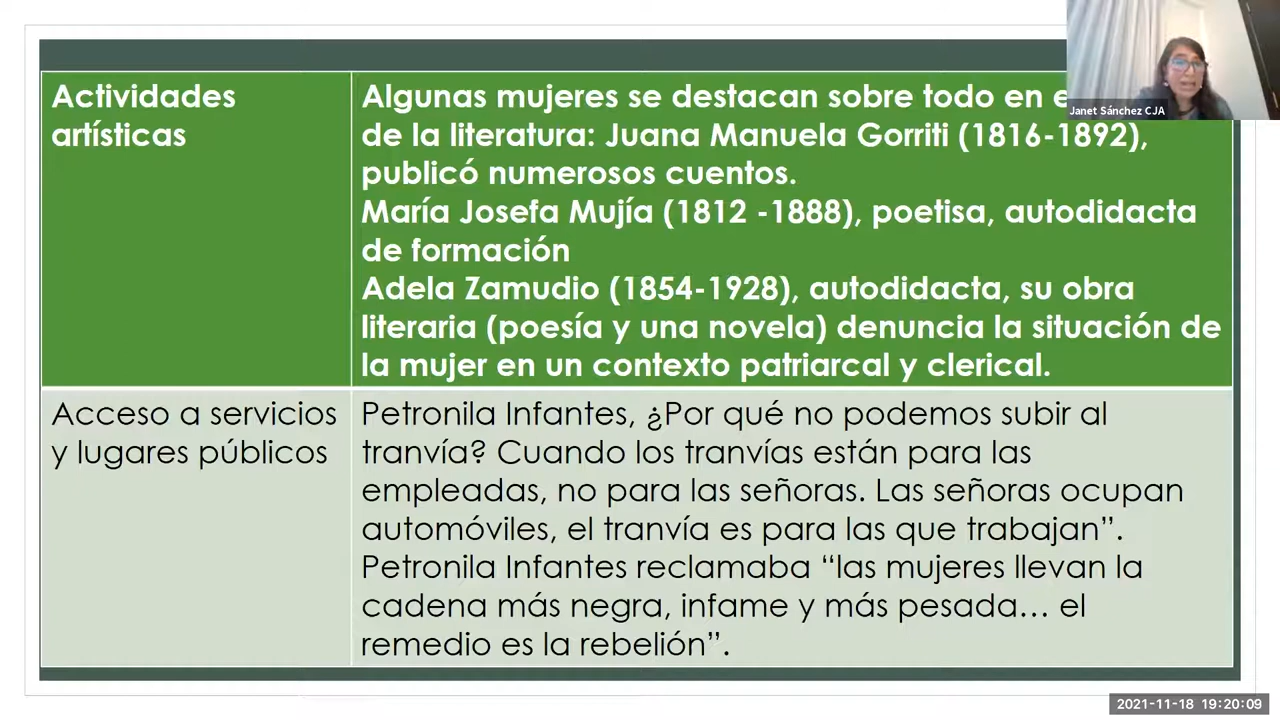 Actividades
artísticas
Algunas mujeres se destacan sobre todo en e
de la literatura: Juana Manuela Gorriti (1816-1892),
publicó numerosos cuentos.
María Josefa Mujía (1812 -1888), poetisa, autodidacta
de formación
Adela Zamudio (1854-1928), autodidacta, su obra
literaria (poesía y una novela) denuncia la situación de
la mujer en un contexto patriarcal y clerical.
Acceso a servicios
y lugares públicos
Petronila Infantes, ¿Por qué no podemos subir al
tranvía? Cuando los tranvías están para las
empleadas, no para las señoras. Las señoras ocupan
automóviles, el tranvía es para las que trabajan”.
Petronila Infantes reclamaba “las mujeres llevan la
cadena más negra, infame y más pesada… el
remedio es la rebelión”.
Janet Sánchez CJA
2021-11-18 19:20:09